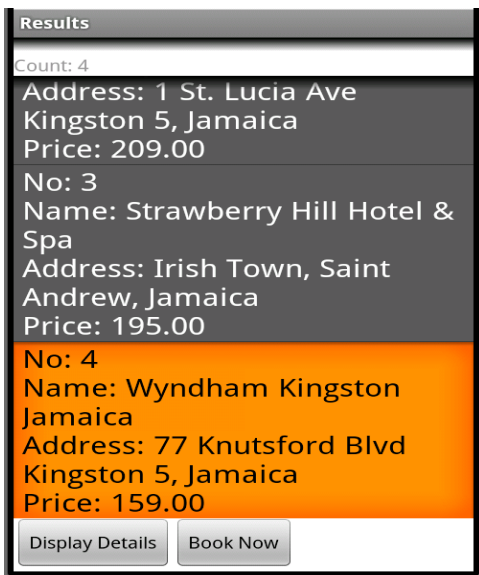 Results
Count: 4
Address: 1 St. Lucia Ave
Kingston 5, Jamaica
Price: 209.00
No: 3
Name: Strawberry Hill Hotel &
Spa
Address: Irish Town, Saint
Andrew, Jamaica
Price: 195.00
No: 4
Name: Wyndham Kingston
Jamaica
Address: 77 Knutsford Blvd
Kingston 5, Jamaica
Price: 159.00
Display Details Book Now